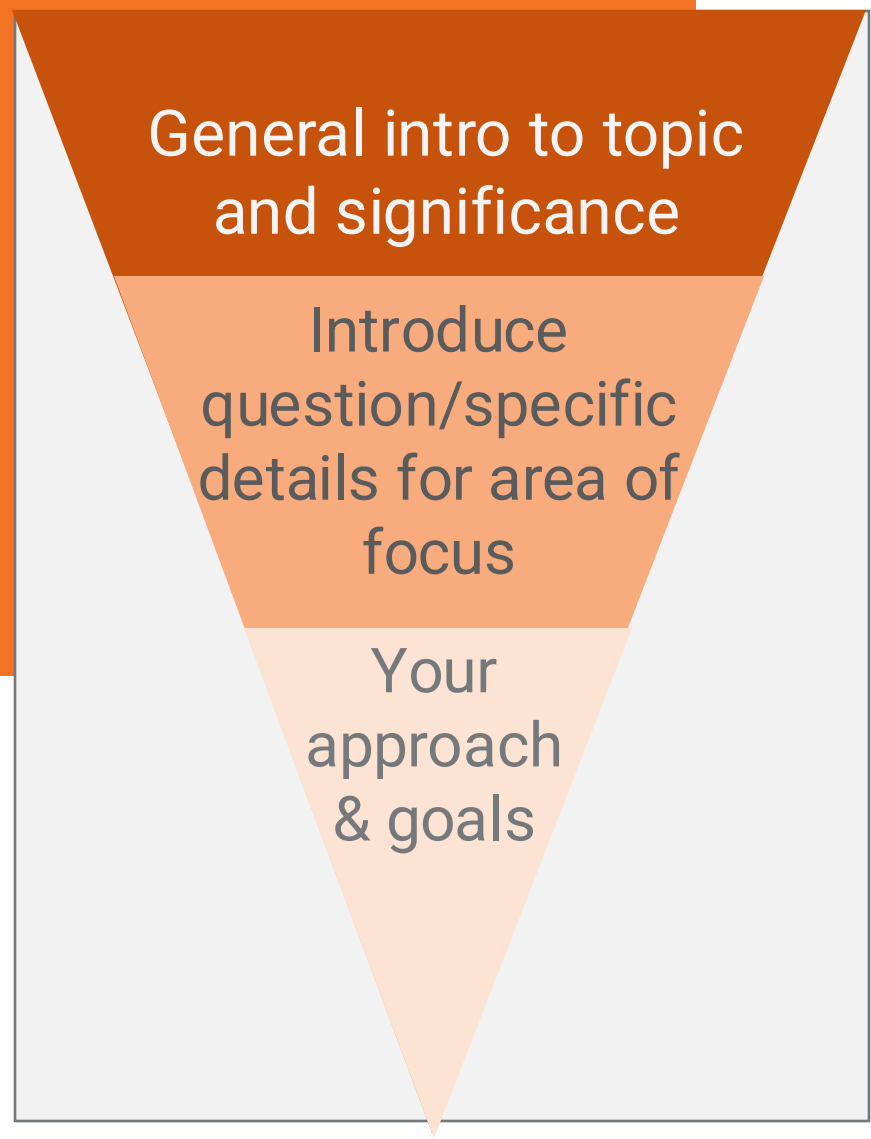 General intro to topic
and significance
Introduce
question/specific
details for area of
focus
Your
approach
& goals